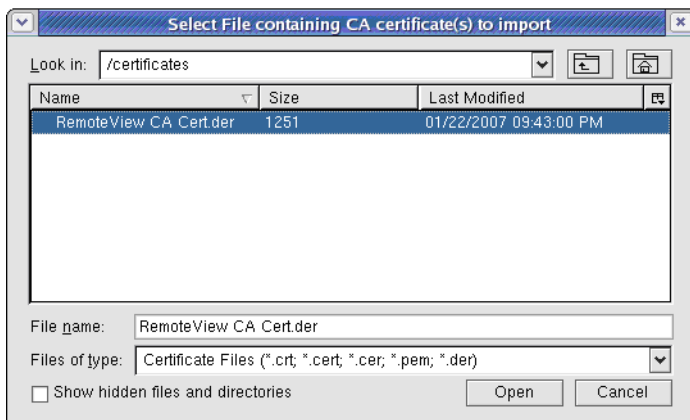 Select File containing CA certificate(s) to import
Look in: /certificates
Name Size Last Modified
RemoteView CA Cert.der 1251 01/22/2007 09:43:00 PM
File name: RemoteView CA Cert.der
Files of type: Certificate Files (*.crt; *.cert; *.cer; *.pem; *.der)
Show hidden files and directories Open Cancel